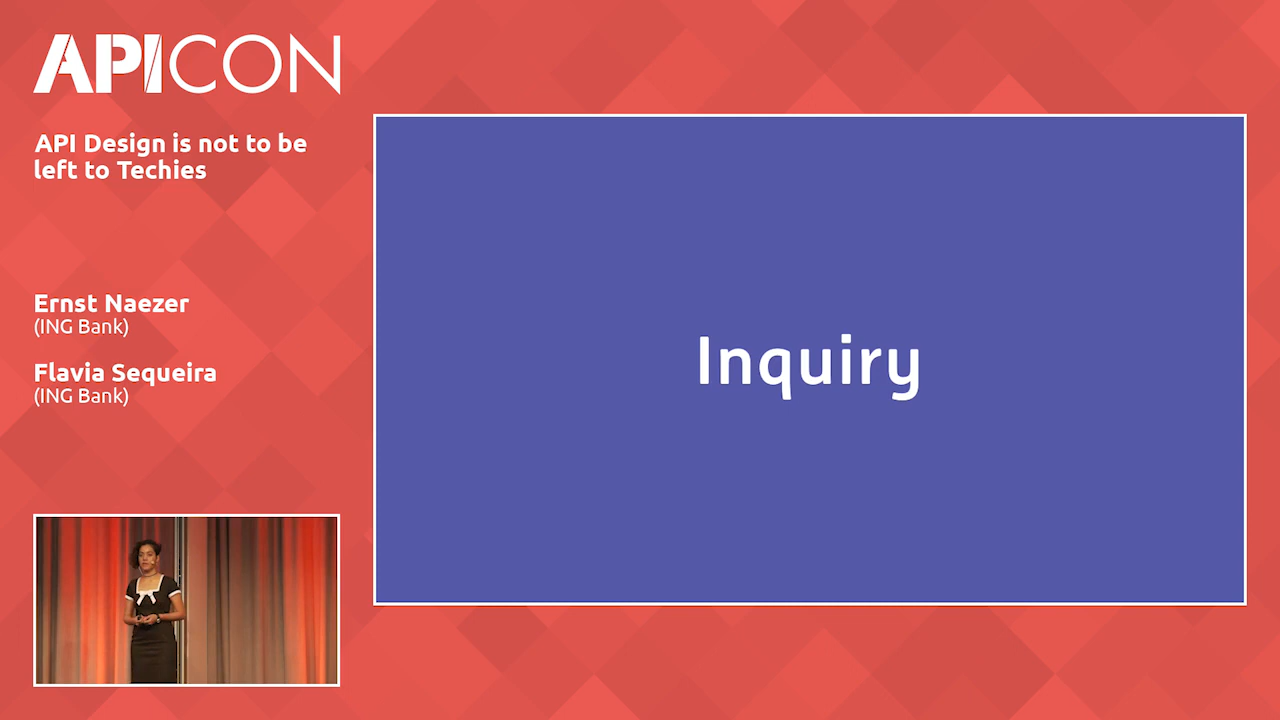 APICON
API Design is not to be
left to Techies
Ernst Naezer
(ING Bank)
Flavia Sequeira
(ING Bank)
Inquiry